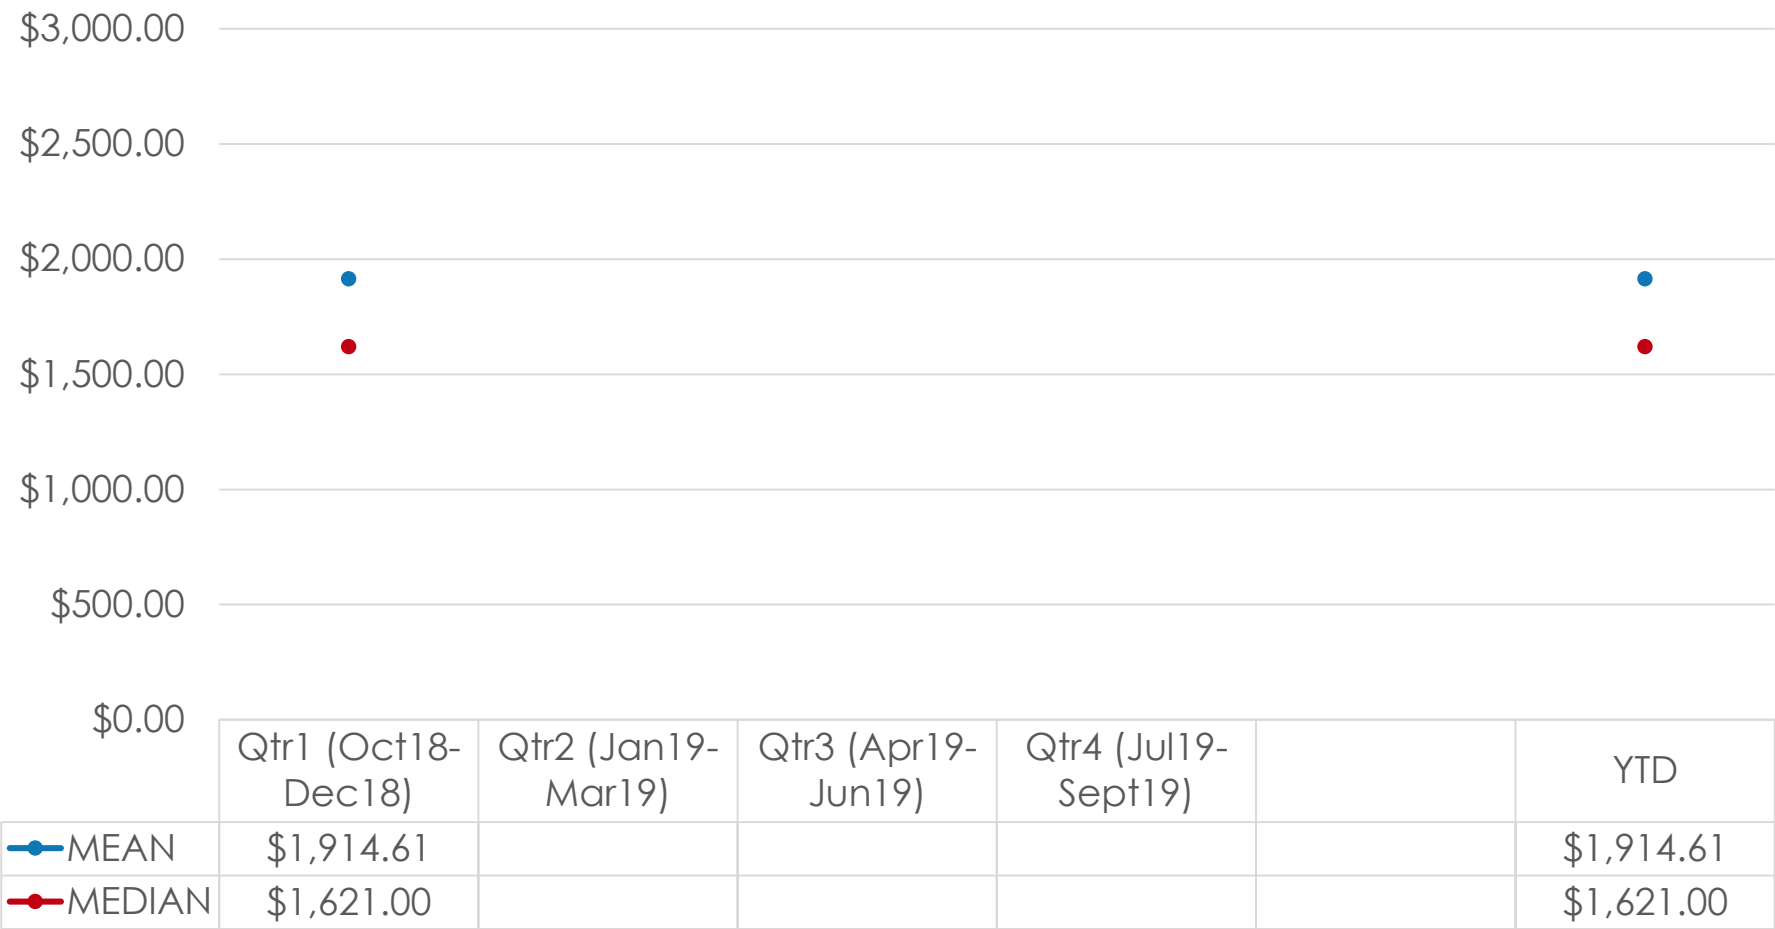 $3,000.00
$2,500.00
$2,000.00
$1,500.00
$1,000.00
$500.00
$0.00
Qtr1 (Oct18-
Dec18)
Qtr2 (Jan19-
Mar19)
Qtr3 (Apr19-
Jun19)
Qtr4 (Jul19-
Sept19)
YTD
MEAN $1,914.61 $1,914.61
MEDIAN $1,621.00 $1,621.00